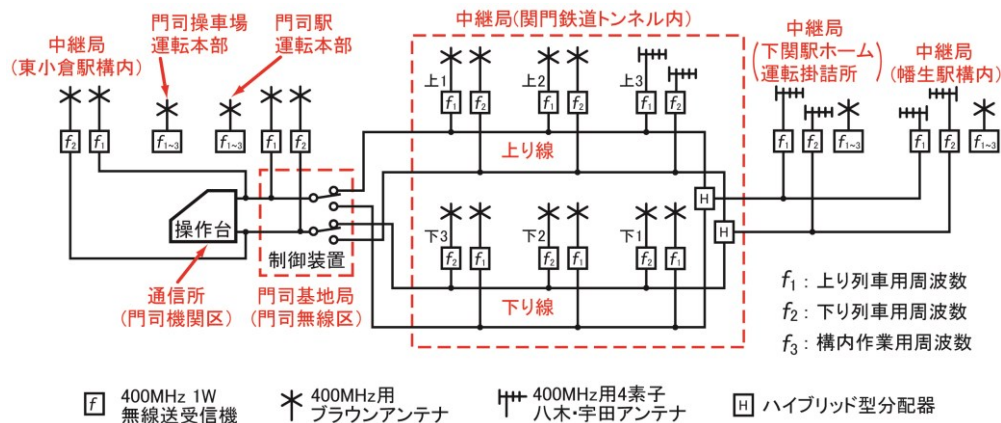 中継局
(東小倉駅構内)
門司操車場
運転本部
門司駅
運転本部
中継局(関門鉄道トンネル内)
中継局
(下関駅ホーム
運転掛詰所)
中継局
(幡生駅構内)
f2
f1
f1~3
f1~3
f1
f2
上1
f1
f2
上2
f1
f2
上3
f1
f2
f1
f2
f1~3
f1
f2
f1~3
上り線
操作台
制御装置
通信所
(門司機関区)
門司基地局
(門司無線区)
下3
f2
f1
下2
f2
f1
下1
f2
f1
下り線
H
H
f1：上り列車用周波数
f2：下り列車用周波数
f3：構内作業用周波数
f
400MHz 1W
無線送受信機
400MHz用
ブラウンアンテナ
400MHz用4素子
八木・宇田アンテナ
H
ハイブリッド型分配器